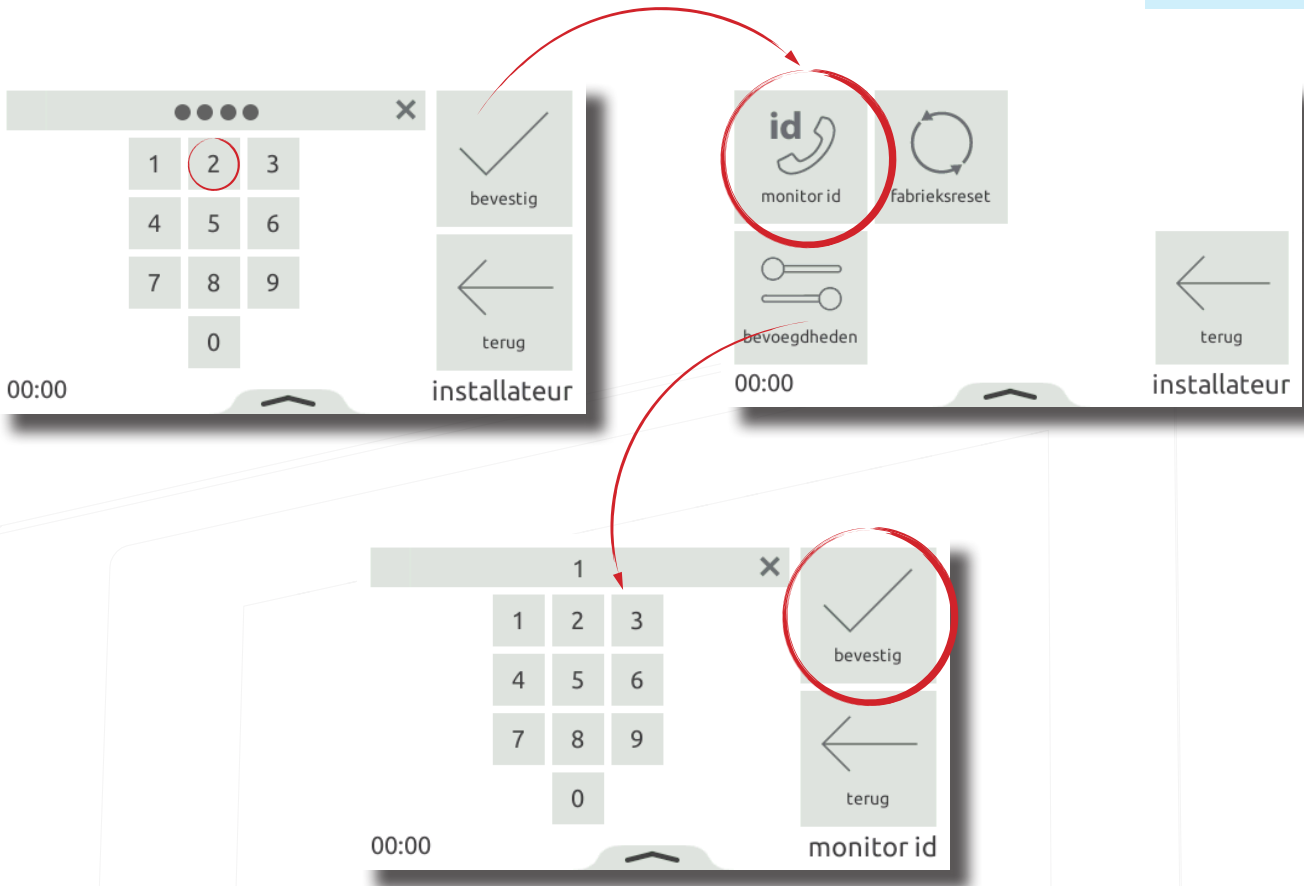 ●●●● ×
1 2 3
4 5 6
7 8 9
0
bevestig
terug
00:00
installateur
id
monitor id
fabrieksreset
bevoegdheden
terug
00:00
installateur
1 ×
1 2 3
4 5 6
7 8 9
0
bevestig
terug
00:00
monitor id